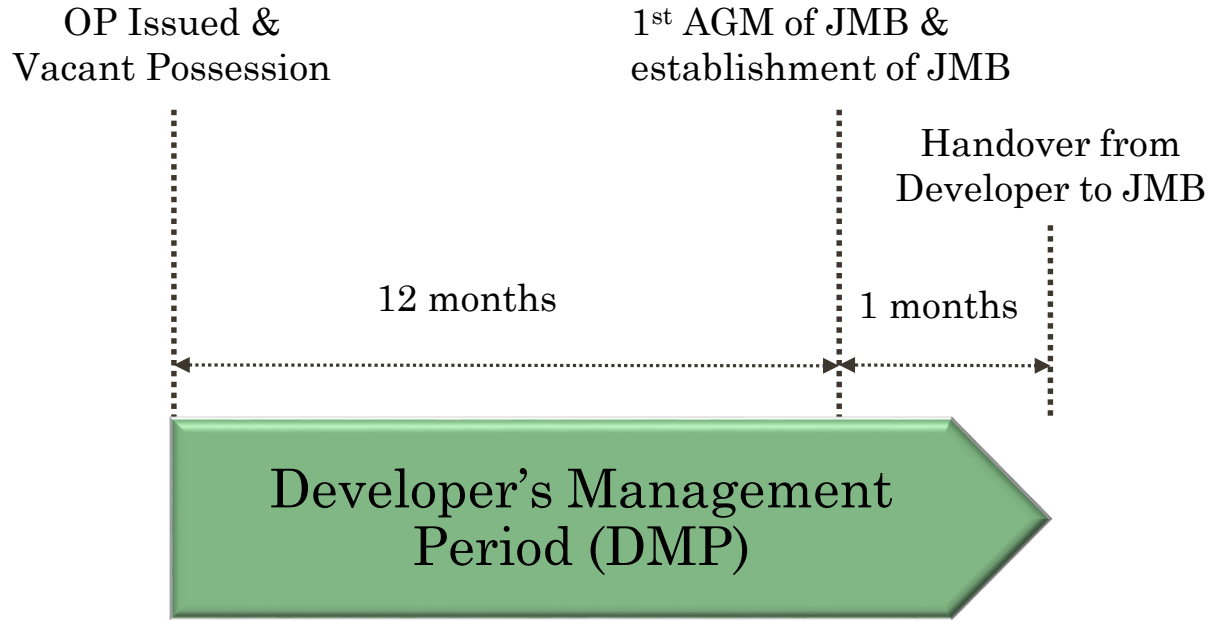 OP Issued &
Vacant Possession
1st AGM of JMB &
establishment of JMB
Handover from
Developer to JMB
12 months
1 months
Developer’s Management
Period (DMP)